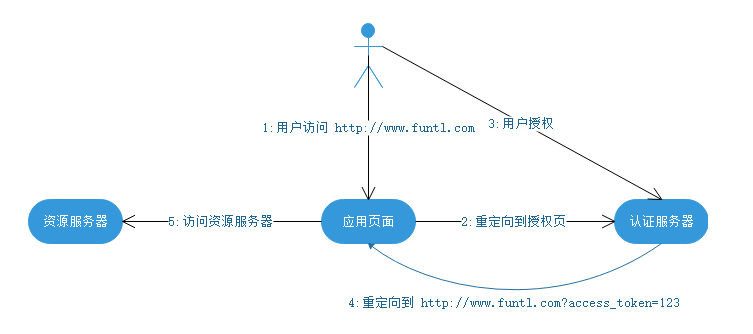 1:用户访问 http://www.funtl.com
3:用户授权
资源服务器
5:访问资源服务器
应用页面
2:重定向到授权页
认证服务器
4:重定向到 http://www.funtl.com?access_token=123